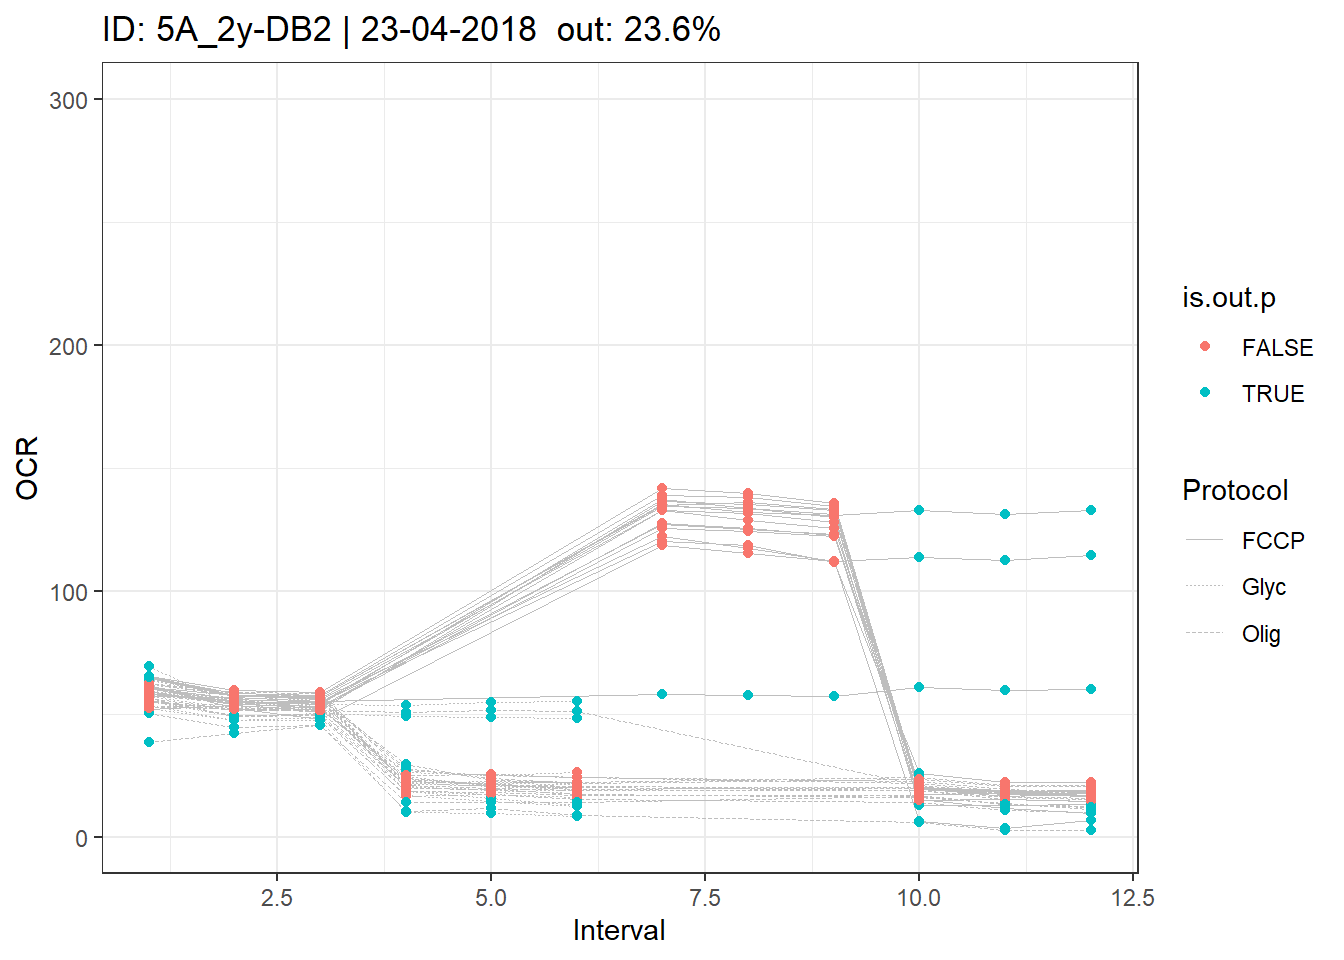 ID: 5A_2y-DB2 | 23-04-2018  out: 23.6%
300
200
100
0
OCR
2.5
5.0
7.5
10.0
12.5
Interval
is.out.p
FALSE
TRUE
Protocol
FCCP
Glyc
Olig